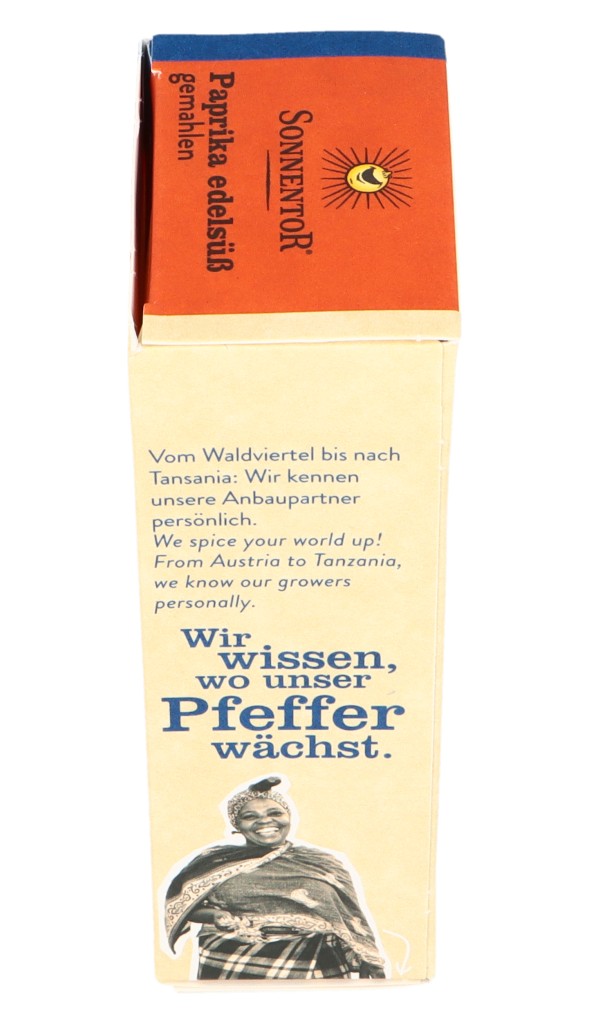 SONNENTOR®
Paprika edelsüß
gemahlen
Vom Waldviertel bis nach
Tansania: Wir kennen
unsere Anbaupartner
persönlich.
We spice your world up!
From Austria to Tanzania,
we know our growers
personally.
Wir
wissen,
wo unser
Pfeffer
wächst.